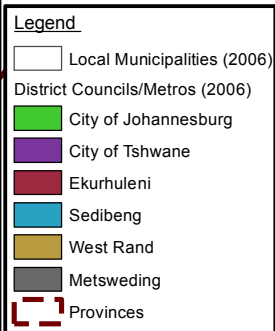 Legend
Local Municipalities (2006)
District Councils/Metros (2006)
City of Johannesburg
City of Tshwane
Ekurhuleni
Sedibeng
West Rand
Metsweding
Provinces